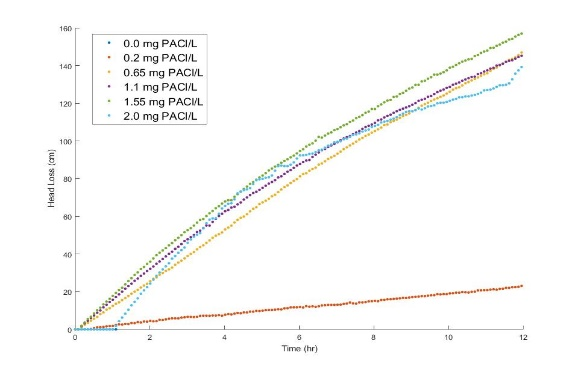 160
140
120
100
80
60
40
20
0
Head Loss (cm)
0.0 mg PACl/L
0.2 mg PACl/L
0.65 mg PACl/L
1.1 mg PACl/L
1.55 mg PACl/L
2.0 mg PACl/L
0 2 4 6 8 10 12
Time (hr)